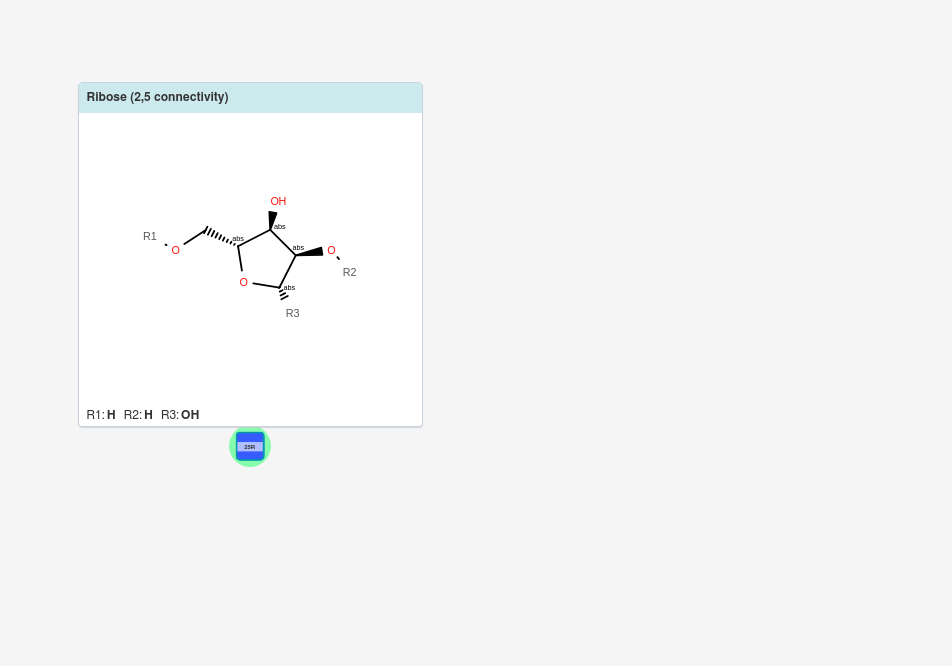 Ribose (2,5 connectivity)
OH
abs
R1
abs
O
abs
O
R2
O
abs
R3
R1: H R2: H R3: OH
25R